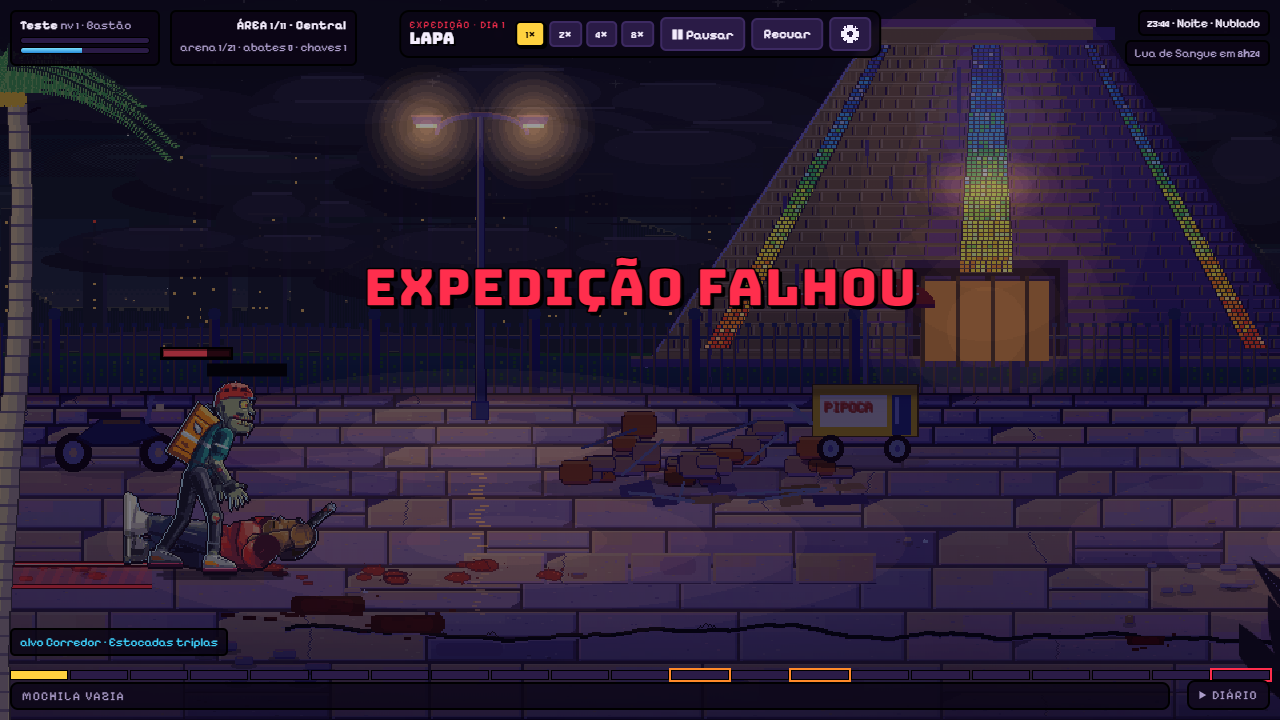 Teste nv 1 · Bastão
ÁREA 1/11 · Central
arena 1/21 · abates 0 · chaves 1
EXPEDIÇÃO · DIA 1
LAPA
1×
2×
4×
8×
Pausar
Recuar
23:44 · Noite · Nublado
Lua de Sangue em 8h24
EXPEDIÇÃO FALHOU
PIPOCA
alvo Corredor · Estocadas triplas
MOCHILA VAZIA
DIÁRIO